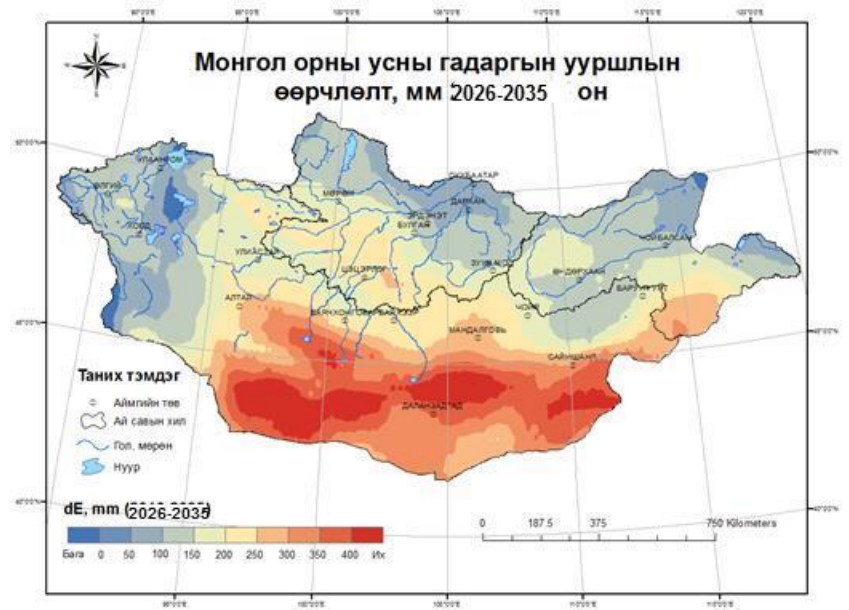 Монгол орны усны гадаргын ууршлын
өөрчлөлт, мм 2026-2035 он
УЛААНГОМ
ӨЛГИЙ
ХОВД
МӨРӨН
СҮХБААТАР
ДАРХАН
ЭРДЭНЭТ
БУЛГАН
УЛИАСТАЙ
ЦЭЦЭРЛЭГ
ЗУУНМОД
ЧОЙБАЛСАН
ӨНДӨРХААН
БАРУУН-УРТ
АЛТАЙ
БАЯНХОНГОР
АРВАЙХЭЭР
ЧОЙР
МАНДАЛГОВЬ
САЙНШАНД
ДАЛАНЗАДГАД
Таних тэмдэг
Аймгийн төв
Ай савын хил
Гол, мөрөн
Нуур
dE, mm (2026-2035)
Бага 0 50 100 150 200 250 300 350 400 Их
0 187.5 375 750 Kilometers